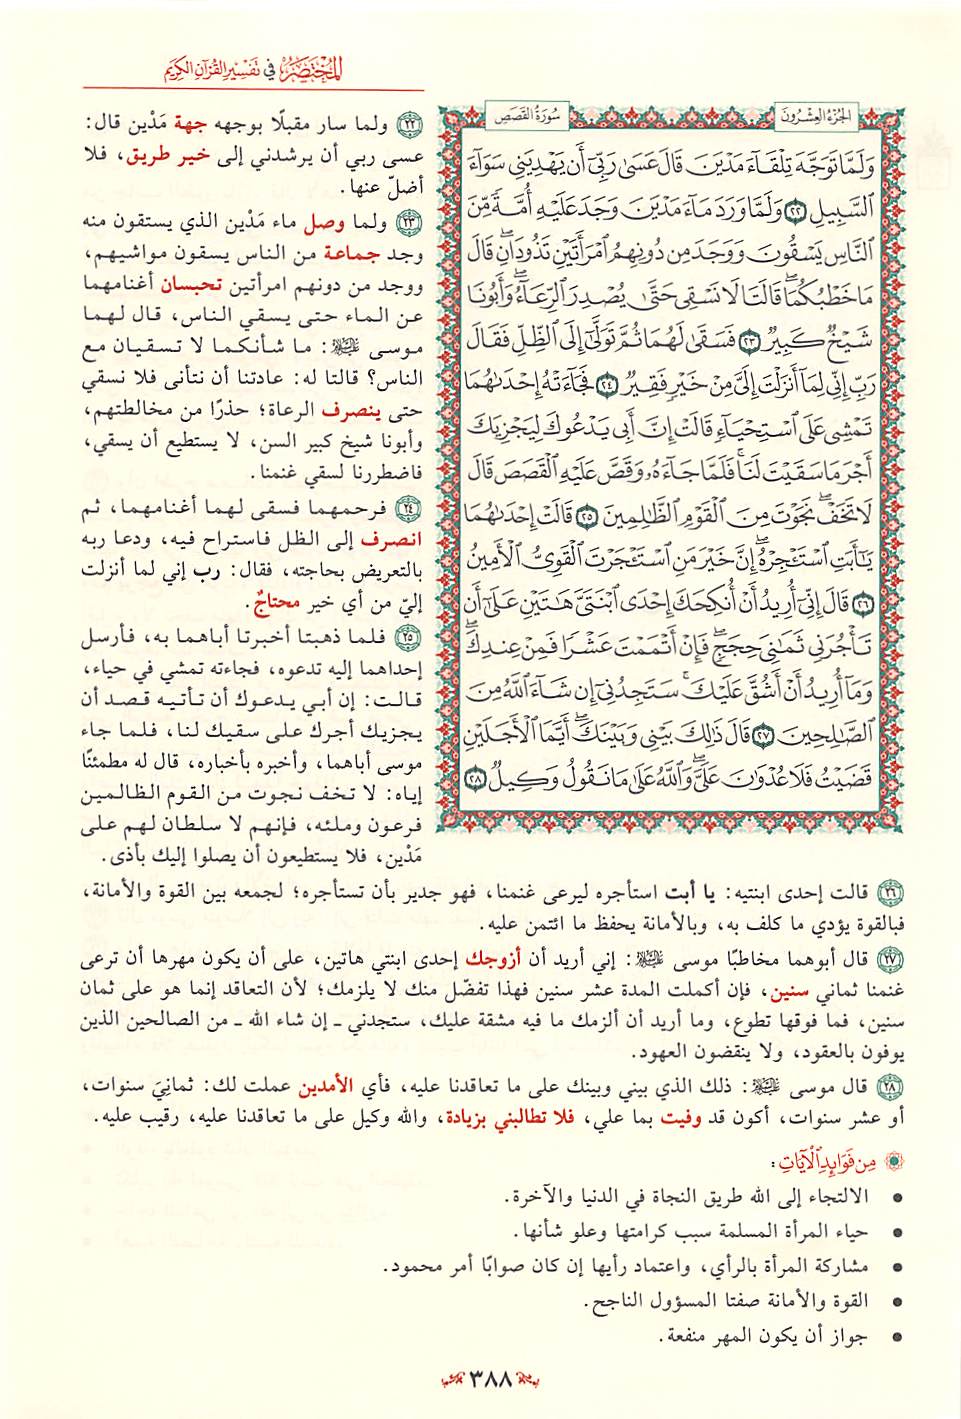 المختصر في تفسير القرآن الكريم
الجزء العشرون
سورة القصص
وَلَمَّا تَوَجَّهَ تِلْقَآءَ مَدْيَنَ قَالَ عَسَىٰ رَبِّيٓ أَن يَهْدِيَنِي سَوَآءَ
ٱلسَّبِيلِ ٢٢ وَلَمَّا وَرَدَ مَآءَ مَدْيَنَ وَجَدَ عَلَيْهِ أُمَّةً مِّنَ
ٱلنَّاسِ يَسْقُونَ وَوَجَدَ مِن دُونِهِمُ ٱمْرَأَتَيْنِ تَذُودَانِۖ قَالَ
مَا خَطْبُكُمَاۖ قَالَتَا لَا نَسْقِي حَتَّىٰ يُصْدِرَ ٱلرِّعَآءُۖ وَأَبُونَا
شَيْخٌ كَبِيرٌ ٢٣ فَسَقَىٰ لَهُمَا ثُمَّ تَوَلَّىٰٓ إِلَى ٱلظِّلِّ فَقَالَ
رَبِّ إِنِّي لِمَآ أَنزَلْتَ إِلَيَّ مِنْ خَيْرٍ فَقِيرٌ ٢٤ فَجَآءَتْهُ إِحْدَىٰهُمَا
تَمْشِي عَلَى ٱسْتِحْيَآءٍ قَالَتْ إِنَّ أَبِي يَدْعُوكَ لِيَجْزِيَكَ
أَجْرَ مَا سَقَيْتَ لَنَاۚ فَلَمَّا جَآءَهُۥ وَقَصَّ عَلَيْهِ ٱلْقَصَصَ قَالَ
لَا تَخَفْۖ نَجَوْتَ مِنَ ٱلْقَوْمِ ٱلظَّٰلِمِينَ ٢٥ قَالَتْ إِحْدَىٰهُمَا
يَٰٓأَبَتِ ٱسْتَـْٔجِرْهُۖ إِنَّ خَيْرَ مَنِ ٱسْتَـْٔجَرْتَ ٱلْقَوِيُّ ٱلْأَمِينُ
٢٦ قَالَ إِنِّيٓ أُرِيدُ أَنْ أُنكِحَكَ إِحْدَى ٱبْنَتَيَّ هَٰتَيْنِ عَلَىٰٓ أَن
تَأْجُرَنِي ثَمَٰنِيَ حِجَجٍۖ فَإِنْ أَتْمَمْتَ عَشْرًا فَمِنْ عِندِكَۖ
وَمَآ أُرِيدُ أَنْ أَشُقَّ عَلَيْكَۚ سَتَجِدُنِيٓ إِن شَآءَ ٱللَّهُ مِنَ
ٱلصَّٰلِحِينَ ٢٧ قَالَ ذَٰلِكَ بَيْنِي وَبَيْنَكَۖ أَيَّمَا ٱلْأَجَلَيْنِ
قَضَيْتُ فَلَا عُدْوَٰنَ عَلَيَّۖ وَٱللَّهُ عَلَىٰ مَا نَقُولُ وَكِيلٌ ٢٨
٢٢ ولما سار مقبلًا بوجهه جهة مَدْين قال:
عسى ربي أن يرشدني إلى خير طريق، فلا
أضلّ عنها.
٢٣ ولما وصل ماء مَدْين الذي يستقون منه
وجد جماعة من الناس يسقون مواشيهم،
ووجد من دونهم امرأتين تحبسان أغنامهما
عن الماء حتى يسقي الناس، قال لهما
موسى عليه السلام: ما شأنكما لا تسقيان مع
الناس؟ قالتا له: عادتنا أن نتأنى فلا نسقي
حتى ينصرف الرعاة؛ حذرًا من مخالطتهم،
وأبونا شيخ كبير السن، لا يستطيع أن يسقي،
فاضطررنا لسقي غنمنا.
٢٤ فرحمهما فسقى لهما أغنامهما، ثم
انصرف إلى الظل فاستراح فيه، ودعا ربه
بالتعريض بحاجته، فقال: رب إني لما أنزلت
إليّ من أي خير محتاجٌ.
٢٥ فلما ذهبتا أخبرتا أباهما به، فأرسل
إحداهما إليه تدعوه، فجاءته تمشي في حياء،
قالت: إن أبي يدعوك أن تأتيه قصد أن
يجزيك أجرك على سقيك لنا، فلما جاء
موسى أباهما، وأخبره بأخباره، قال له مطمئنًا
إياه: لا تخف نجوت من القوم الظالمين
فرعون وملئه، فإنهم لا سلطان لهم على
مَدْين، فلا يستطيعون أن يصلوا إليك بأذى.
٢٦ قالت إحدى ابنتيه: يا أبت استأجره ليرعى غنمنا، فهو جدير بأن تستأجره؛ لجمعه بين القوة والأمانة،
فبالقوة يؤدي ما كلف به، وبالأمانة يحفظ ما ائتمن عليه.
٢٧ قال أبوهما مخاطبًا موسى عليه السلام: إني أريد أن أزوجك إحدى ابنتي هاتين، على أن يكون مهرها أن ترعى
غنمنا ثماني سنين، فإن أكملت المدة عشر سنين فهذا تفضّل منك لا يلزمك؛ لأن التعاقد إنما هو على ثمان
سنين، فما فوقها تطوع، وما أريد أن ألزمك ما فيه مشقة عليك، ستجدني ـ إن شاء الله ـ من الصالحين الذين
يوفون بالعقود، ولا ينقضون العهود.
٢٨ قال موسى عليه السلام: ذلك الذي بيني وبينك على ما تعاقدنا عليه، فأي الأمدين عملت لك: ثمانِيَ سنوات،
أو عشر سنوات، أكون قد وفيت بما علي، فلا تطالبني بزيادة، والله وكيل على ما تعاقدنا عليه، رقيب عليه.
من فوائد الآيات:
• الالتجاء إلى الله طريق النجاة في الدنيا والآخرة.
• حياء المرأة المسلمة سبب كرامتها وعلو شأنها.
• مشاركة المرأة بالرأي، واعتماد رأيها إن كان صوابًا أمر محمود.
• القوة والأمانة صفتا المسؤول الناجح.
• جواز أن يكون المهر منفعة.
٣٨٨